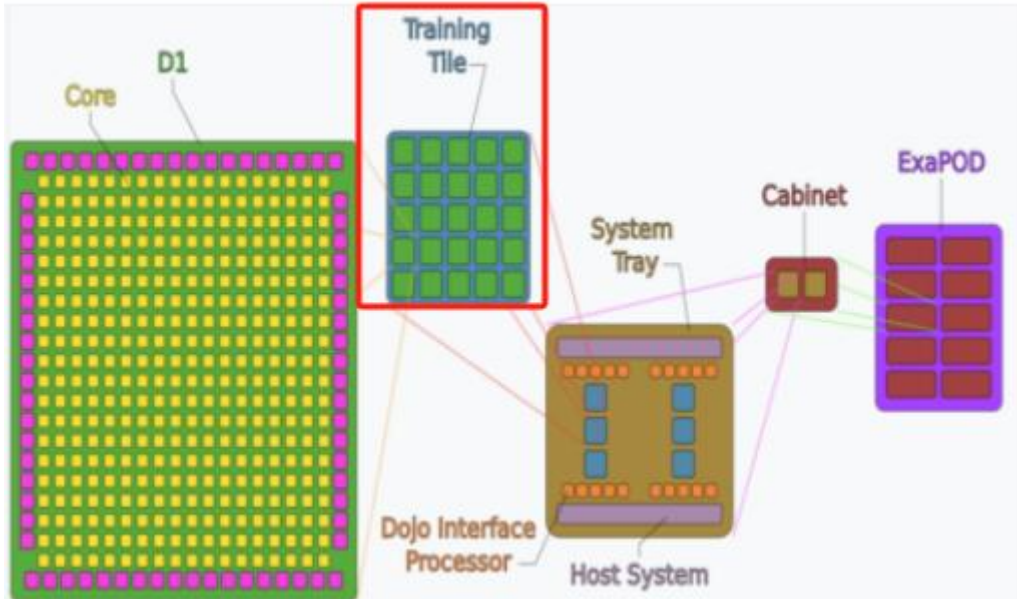 Training
Tile
D1
Core
ExaPOD
Cabinet
System
Tray
Dojo Interface
Processor
Host System